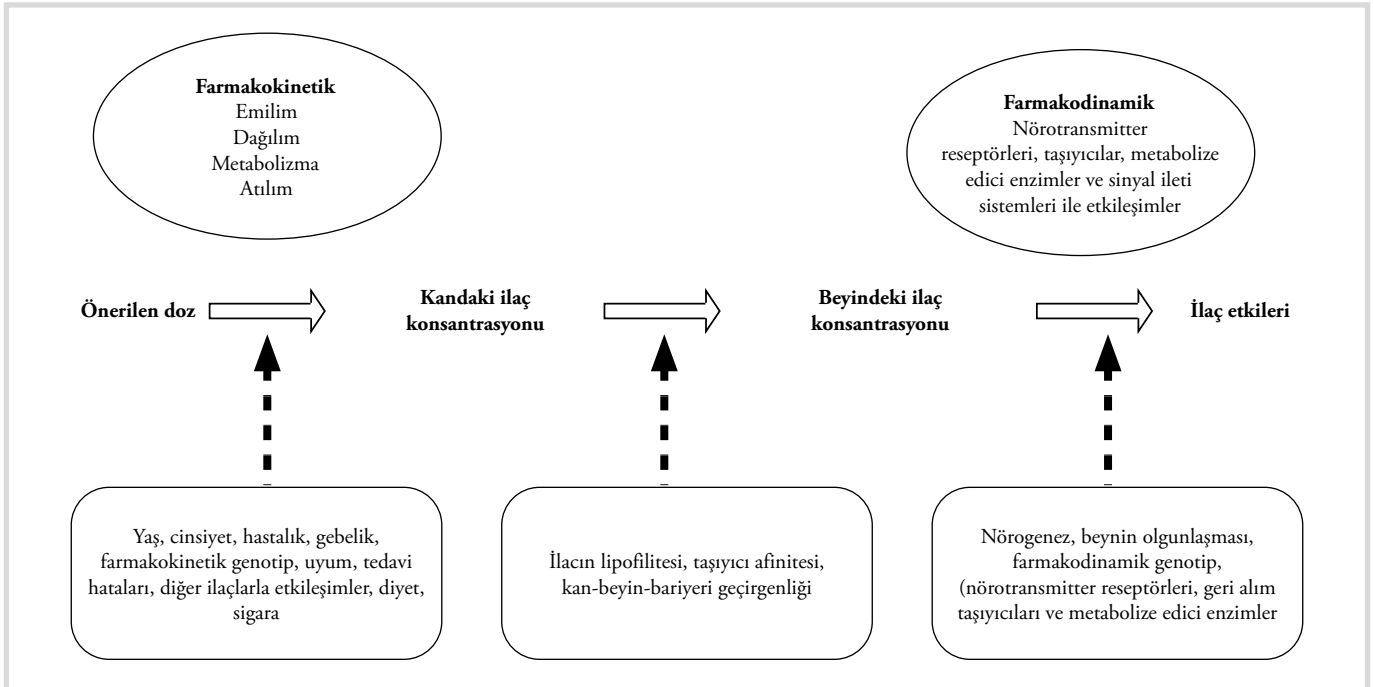 Farmakokinetik
Emilim
Dağılım
Metabolizma
Atılım
Farmakodinamik
Nörotransmitter
reseptörleri, taşıyıcılar, metabolize
edici enzimler ve sinyal ileti
sistemleri ile etkileşimler
Önerilen doz
Kandaki ilaç
konsantrasyonu
Beyindeki ilaç
konsantrasyonu
İlaç etkileri
Yaş, cinsiyet, hastalık, gebelik,
farmakokinetik genotip, uyum, tedavi
hataları, diğer ilaçlarla etkileşimler, diyet,
sigara
İlacın lipofilitesi, taşıyıcı afinitesi,
kan-beyin-bariyeri geçirgenliği
Nörogenez, beynin olgunlaşması,
farmakodinamik genotip,
(nörotransmitter reseptörleri, geri alım
taşıyıcıları ve metabolize edici enzimler